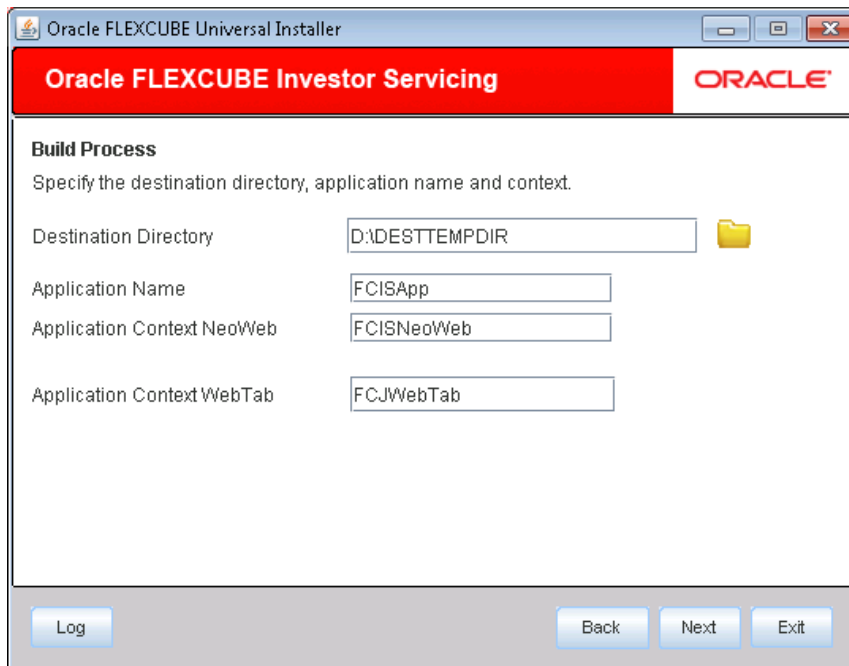 Oracle FLEXCUBE Universal Installer
Oracle FLEXCUBE Investor Servicing
ORACLE
Build Process
Specify the destination directory, application name and context.
Destination Directory D:\DESTTEMPDIR
Application Name FCISApp
Application Context NeoWeb FCISNeoWeb
Application Context WebTab FCJWebTab
Log Back Next Exit